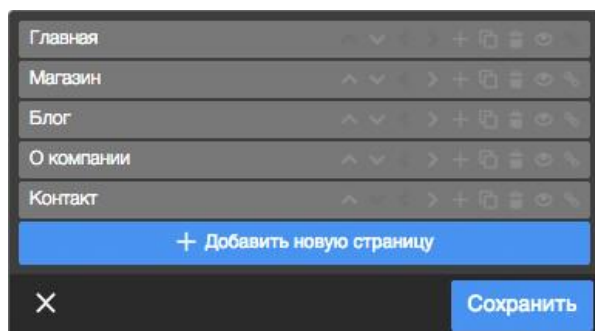 Главная
Магазин
Блог
О компании
Контакт
Добавить новую страницу
Сохранить